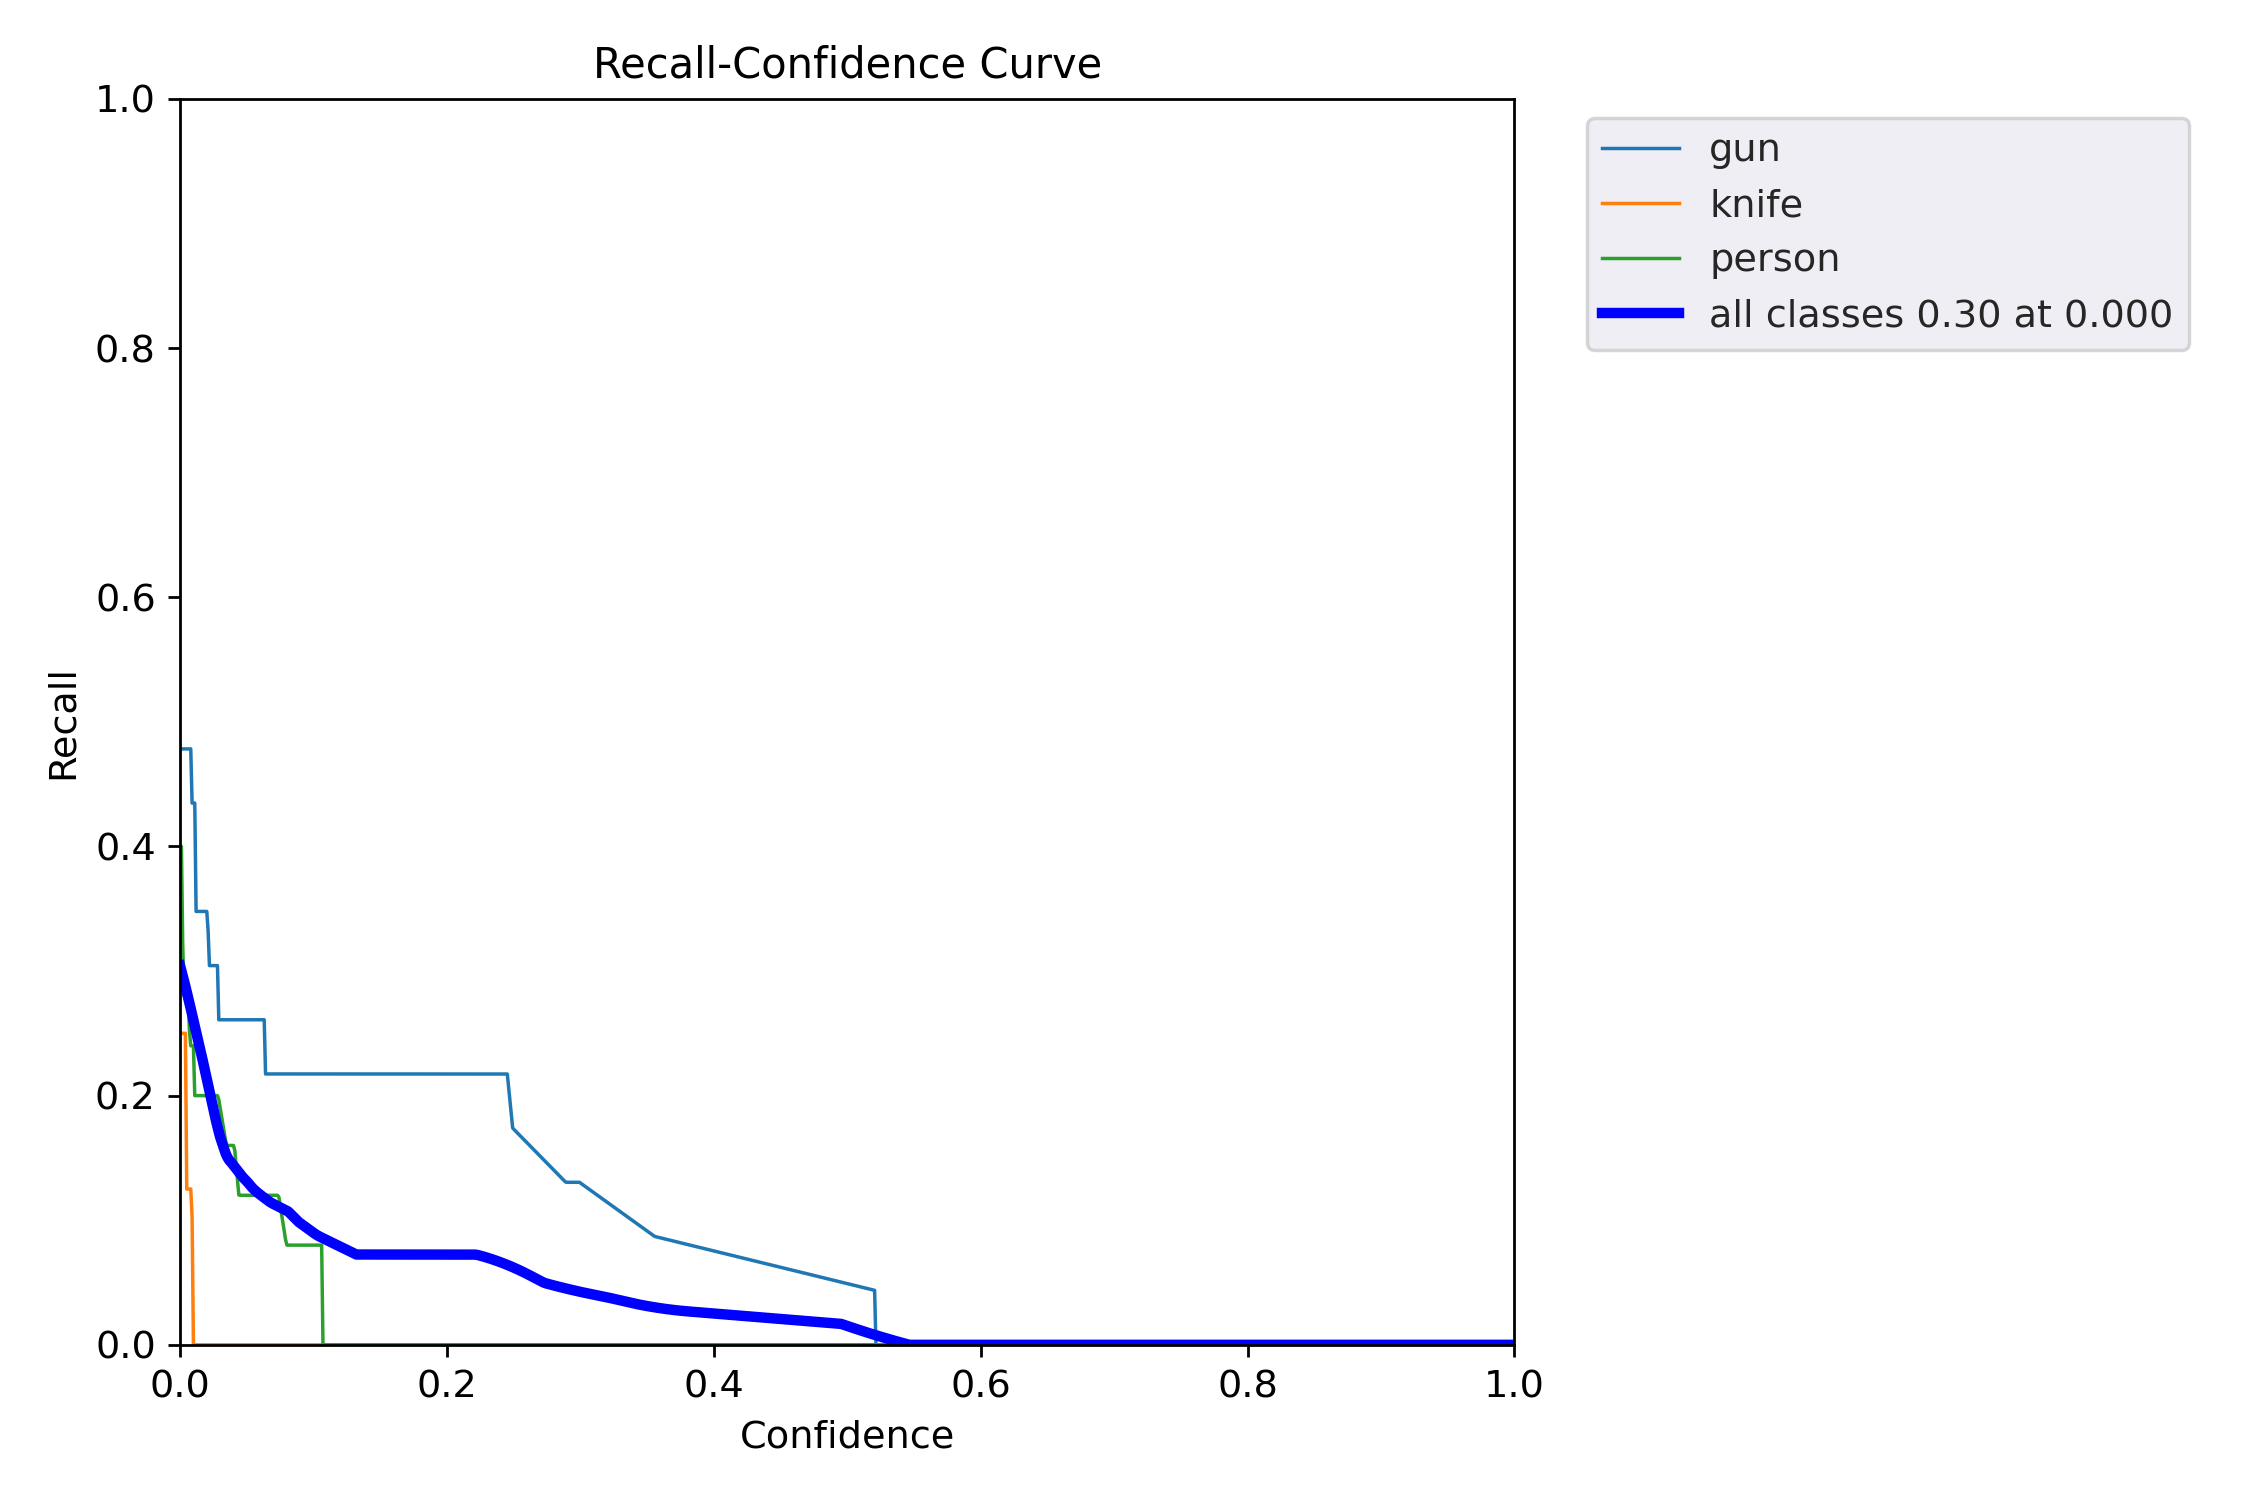 Recall-Confidence Curve
1.0
0.8
0.6
0.4
0.2
0.0
Recall
0.0 0.2 0.4 0.6 0.8 1.0
Confidence
gun
knife
person
all classes 0.30 at 0.000